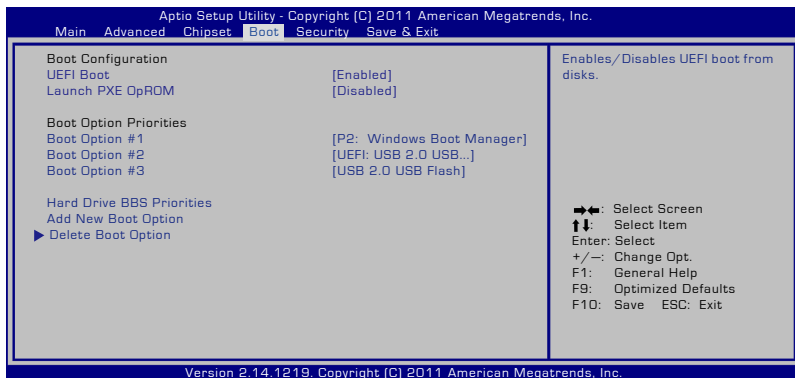 Aptio Setup Utility - Copyright (C) 2011 American Megatrends, Inc.
Main Advanced Chipset Boot Security Save & Exit
Boot Configuration
UEFI Boot [Enabled]
Launch PXE OpROM [Disabled]
Boot Option Priorities
Boot Option #1 [P2: Windows Boot Manager]
Boot Option #2 [UEFI: USB 2.0 USB...]
Boot Option #3 [USB 2.0 USB Flash]
Hard Drive BBS Priorities
Add New Boot Option
Delete Boot Option
Enables/Disables UEFI boot from
disks.
: Select Screen
: Select Item
Enter: Select
+/—: Change Opt.
F1: General Help
F9: Optimized Defaults
F10: Save ESC: Exit
Version 2.14.1219. Copyright (C) 2011 American Megatrends, Inc.